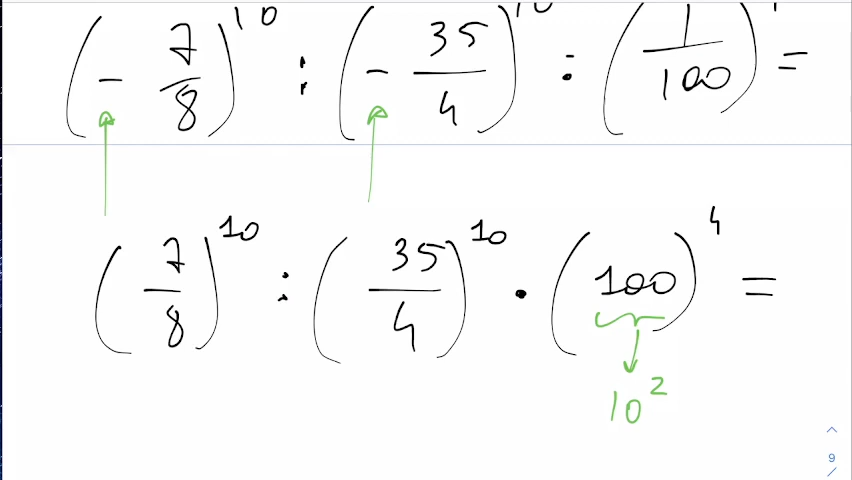 (- 7/8)^10 : (- 35/4)^10 : (1/100)^4 =
(7/8)^10 : (35/4)^10 · (100)^4 =
10^2
9